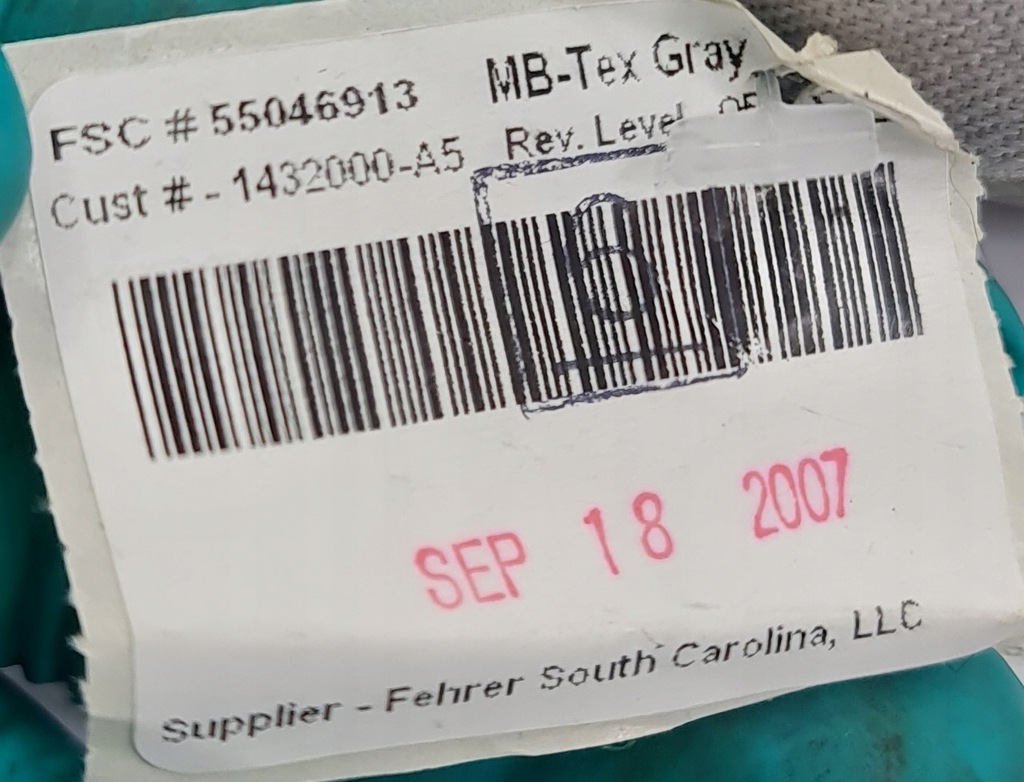 FSC # 55046913 MB-Tex Gray
Cust # - 1432000-A5 Rev. Level
SEP 18 2007
Supplier - Fehrer South Carolina, LLC